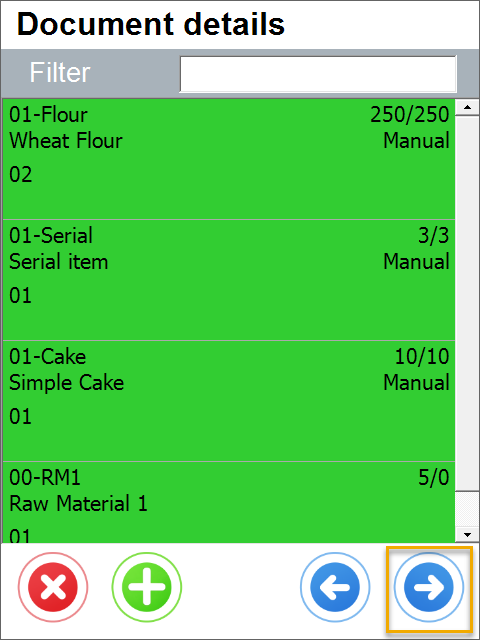 Document details
Filter
01-Flour 250/250
Wheat Flour Manual
02
01-Serial 3/3
Serial item Manual
01
01-Cake 10/10
Simple Cake Manual
01
00-RM1 5/0
Raw Material 1
01